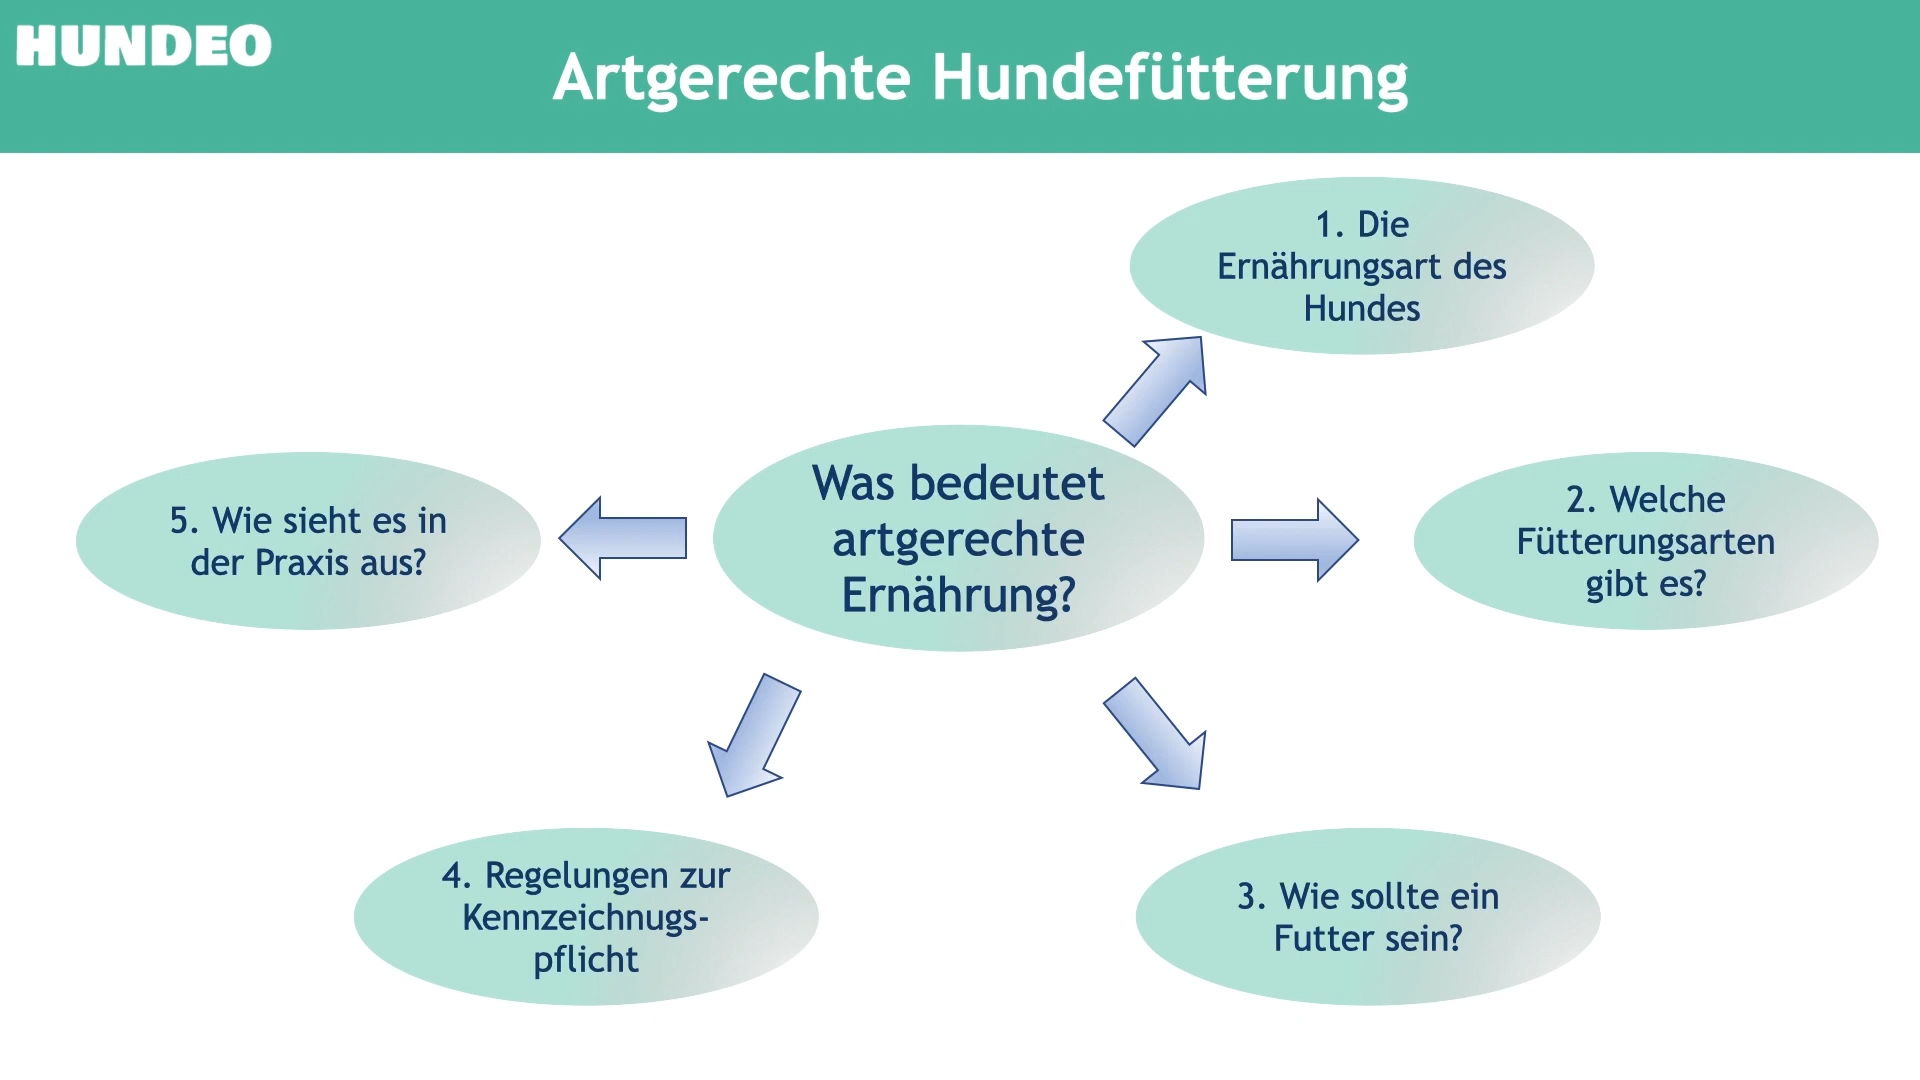 HUNDEO
Artgerechte Hundefütterung
1. Die
Ernährungsart des
Hundes
Was bedeutet
artgerechte
Ernährung?
2. Welche
Fütterungsarten
gibt es?
3. Wie sollte ein
Futter sein?
4. Regelungen zur
Kennzeichnugs-
pflicht
5. Wie sieht es in
der Praxis aus?